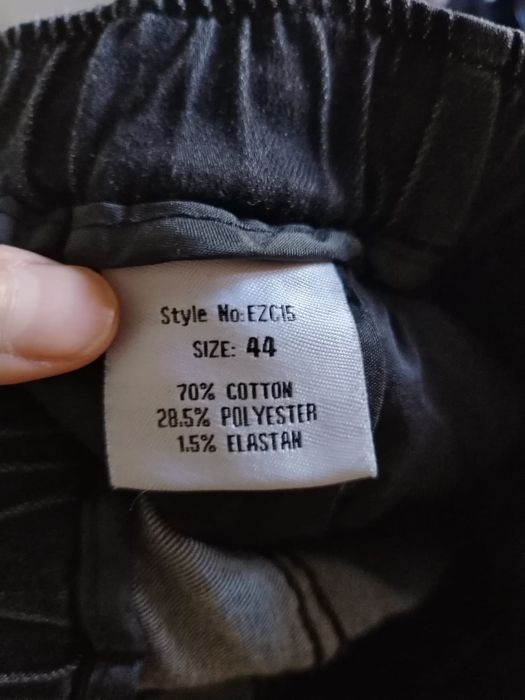 Style No:EZC15
SIZE: 44
70% COTTON
28.5% POLYESTER
1.5% ELASTAN